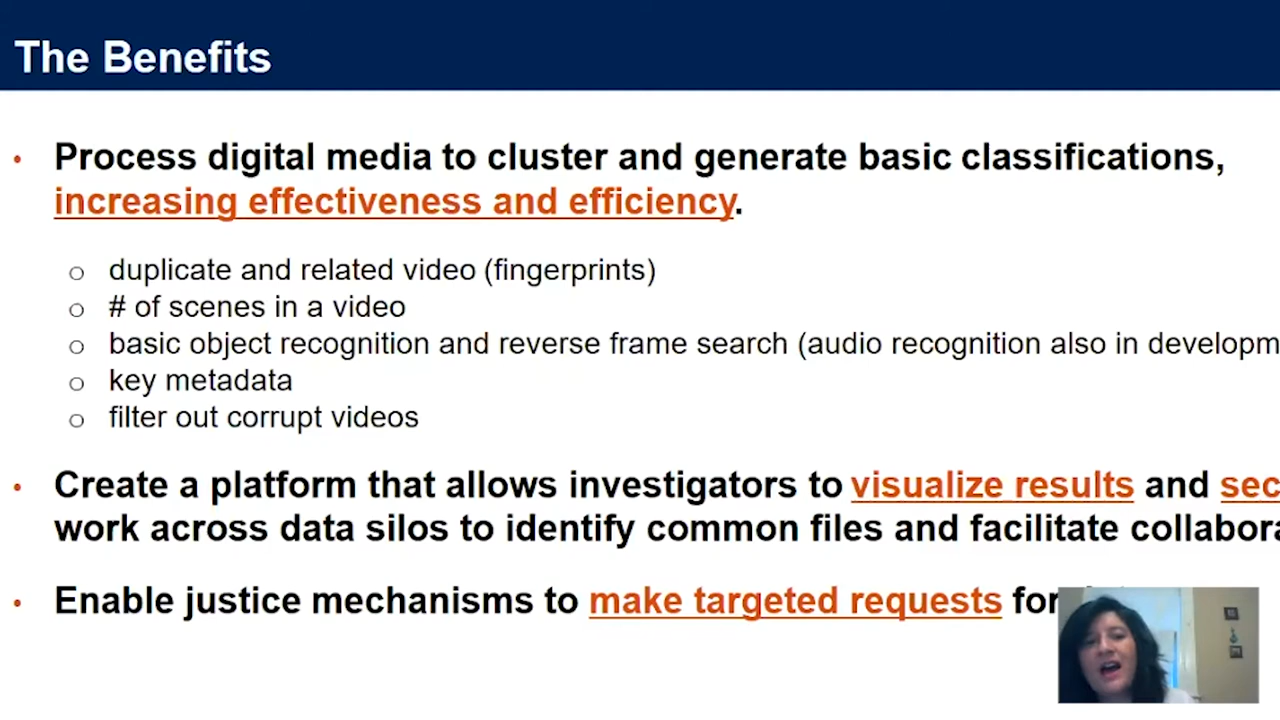 The Benefits
• Process digital media to cluster and generate basic classifications,
increasing effectiveness and efficiency.
o duplicate and related video (fingerprints)
o # of scenes in a video
o basic object recognition and reverse frame search (audio recognition also in developm
o key metadata
o filter out corrupt videos
• Create a platform that allows investigators to visualize results and sec
work across data silos to identify common files and facilitate collabora
• Enable justice mechanisms to make targeted requests for